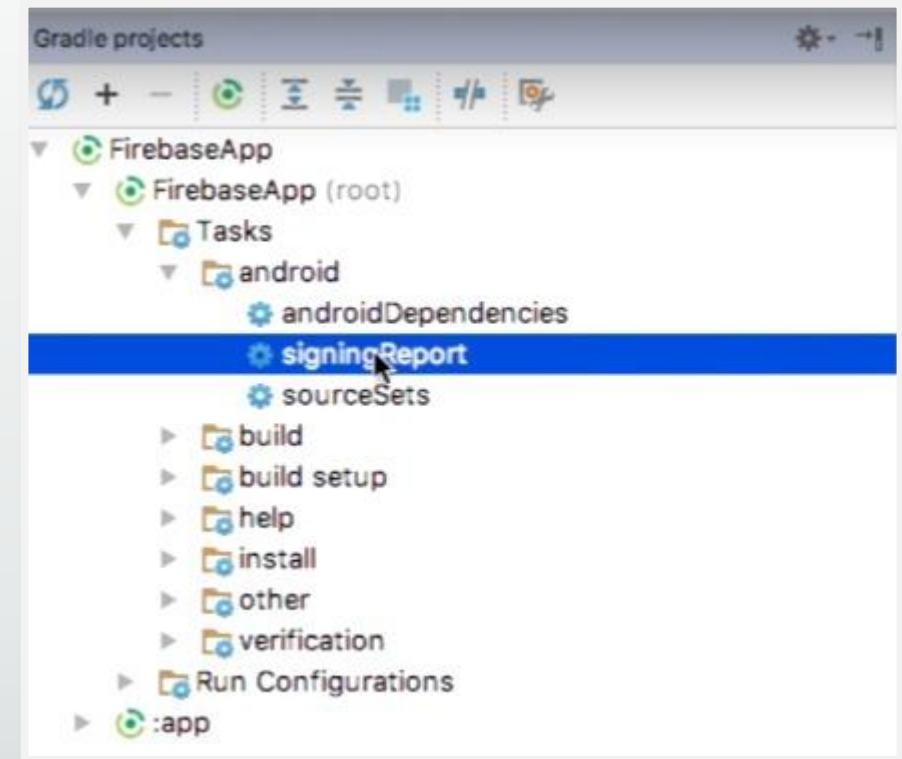 Gradle projects
FirebaseApp
FirebaseApp (root)
Tasks
android
androidDependencies
signingReport
sourceSets
build
build setup
help
install
other
verification
Run Configurations
:app